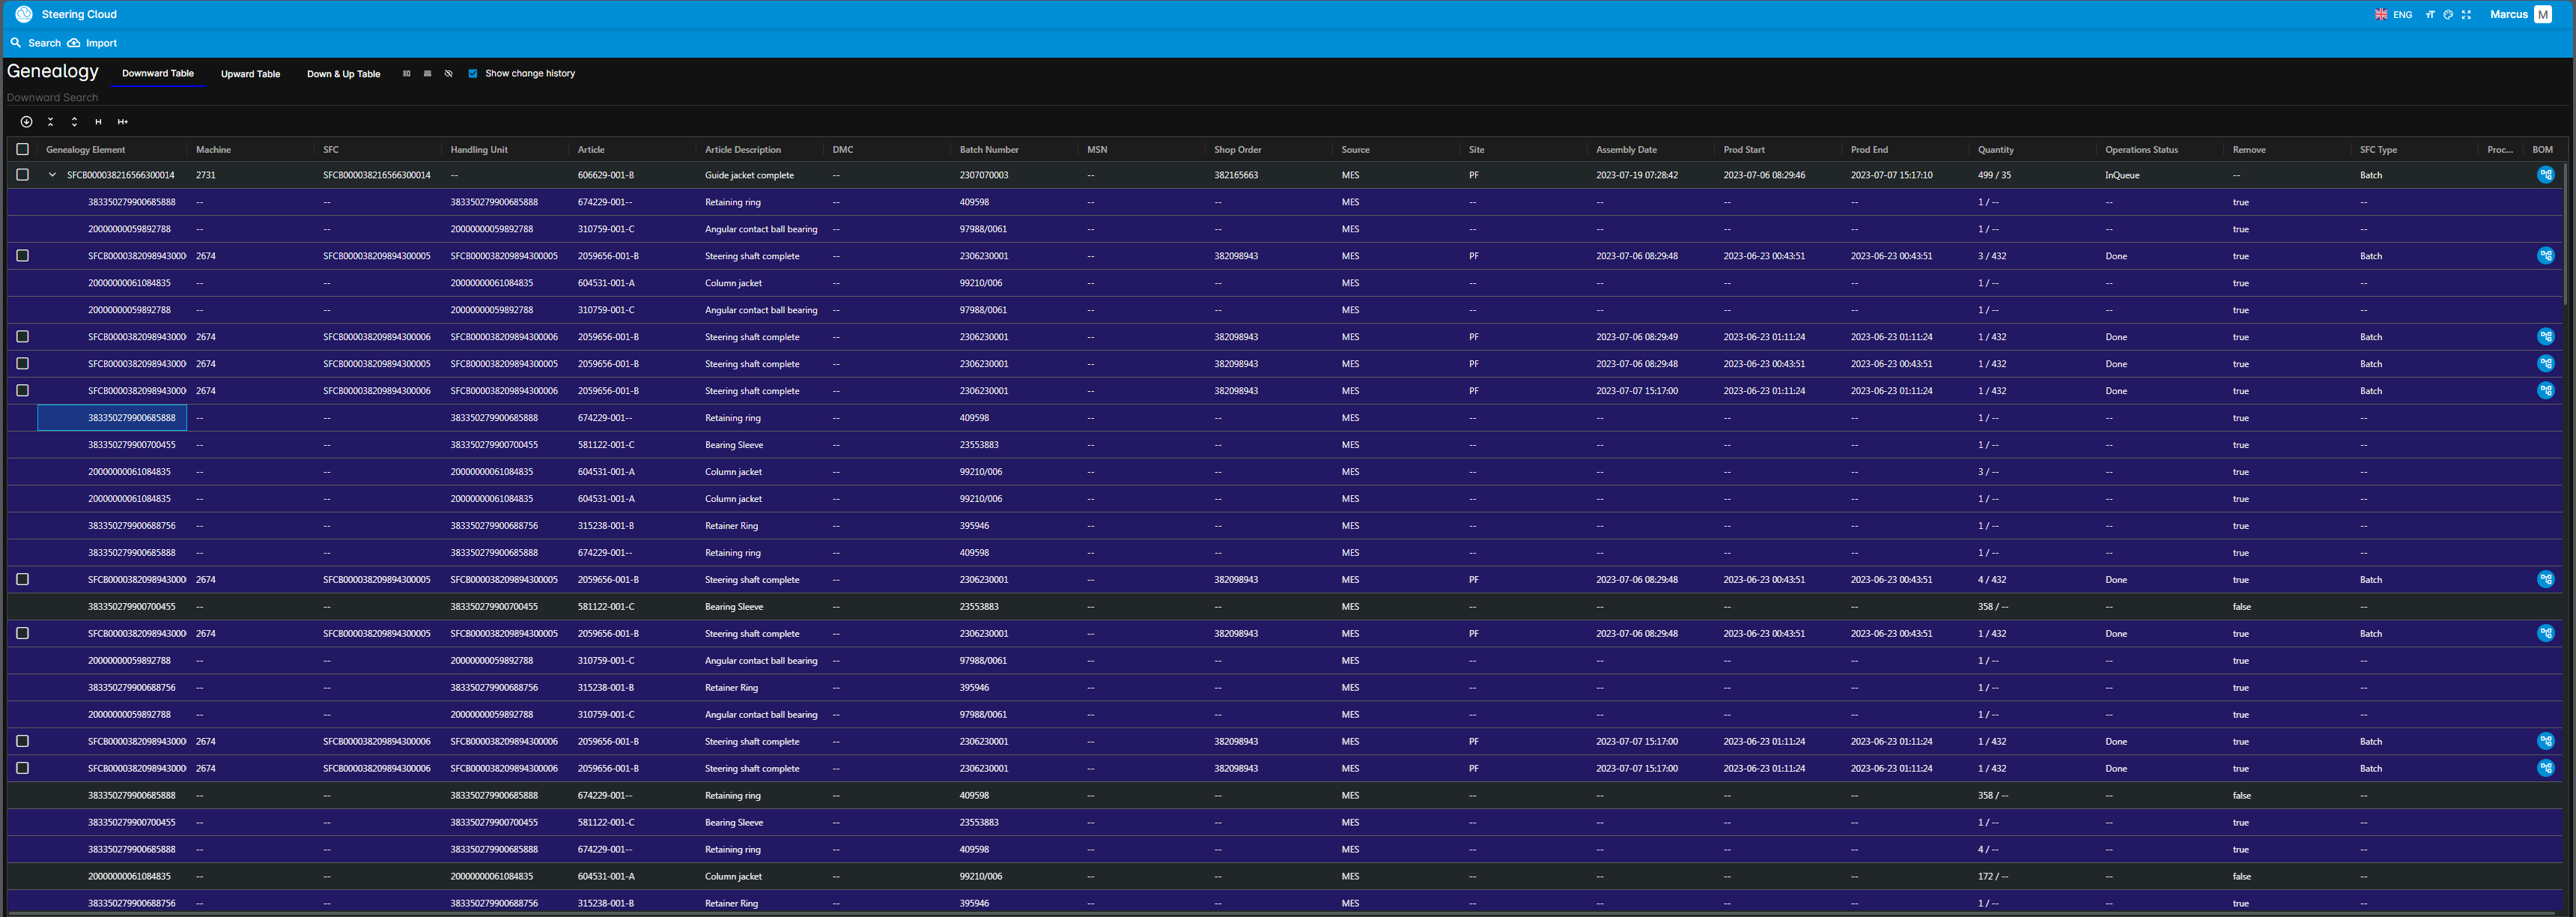 Steering Cloud ENG Marcus M
Search Import
Genealogy Downward Table Upward Table Down & Up Table Show change history
Downward Search
H H+
Genealogy Element Machine SFC Handling Unit Article Article Description DMC Batch Number MSN Shop Order Source Site Assembly Date Prod Start Prod End Quantity Operations Status Remove SFC Type Proc... BOM
SFCB000038216566300014 2731 SFCB000038216566300014 -- 606629-001-B Guide jacket complete -- 2307070003 -- 382165663 MES PF 2023-07-19 07:28:42 2023-07-06 08:29:46 2023-07-07 15:17:10 499 / 35 InQueue -- Batch
383350279900685888 -- -- 383350279900685888 674229-001-- Retaining ring -- 409598 -- -- MES -- -- -- -- 1 / -- -- true --
20000000059892788 -- -- 20000000059892788 310759-001-C Angular contact ball bearing -- 97988/0061 -- -- MES -- -- -- -- 1 / -- -- true --
SFCB0000382098943000 2674 SFCB000038209894300005 SFCB000038209894300005 2059656-001-B Steering shaft complete -- 2306230001 -- 382098943 MES PF 2023-07-06 08:29:48 2023-06-23 00:43:51 2023-06-23 00:43:51 3 / 432 Done true Batch
20000000061084835 -- -- 20000000061084835 604531-001-A Column jacket -- 99210/006 -- -- MES -- -- -- -- 1 / -- -- true --
20000000059892788 -- -- 20000000059892788 310759-001-C Angular contact ball bearing -- 97988/0061 -- -- MES -- -- -- -- 1 / -- -- true --
SFCB0000382098943000 2674 SFCB000038209894300006 SFCB000038209894300006 2059656-001-B Steering shaft complete -- 2306230001 -- 382098943 MES PF 2023-07-06 08:29:49 2023-06-23 01:11:24 2023-06-23 01:11:24 1 / 432 Done true Batch
SFCB0000382098943000 2674 SFCB000038209894300005 SFCB000038209894300005 2059656-001-B Steering shaft complete -- 2306230001 -- 382098943 MES PF 2023-07-06 08:29:48 2023-06-23 00:43:51 2023-06-23 00:43:51 1 / 432 Done true Batch
SFCB0000382098943000 2674 SFCB000038209894300006 SFCB000038209894300006 2059656-001-B Steering shaft complete -- 2306230001 -- 382098943 MES PF 2023-07-07 15:17:00 2023-06-23 01:11:24 2023-06-23 01:11:24 1 / 432 Done true Batch
383350279900685888 -- -- 383350279900685888 674229-001-- Retaining ring -- 409598 -- -- MES -- -- -- -- 1 / -- -- true --
383350279900700455 -- -- 383350279900700455 581122-001-C Bearing Sleeve -- 23553883 -- -- MES -- -- -- -- 1 / -- -- true --
20000000061084835 -- -- 20000000061084835 604531-001-A Column jacket -- 99210/006 -- -- MES -- -- -- -- 3 / -- -- true --
20000000061084835 -- -- 20000000061084835 604531-001-A Column jacket -- 99210/006 -- -- MES -- -- -- -- 1 / -- -- true --
383350279900688756 -- -- 383350279900688756 315238-001-B Retainer Ring -- 395946 -- -- MES -- -- -- -- 1 / -- -- true --
383350279900685888 -- -- 383350279900685888 674229-001-- Retaining ring -- 409598 -- -- MES -- -- -- -- 1 / -- -- true --
SFCB0000382098943000 2674 SFCB000038209894300005 SFCB000038209894300005 2059656-001-B Steering shaft complete -- 2306230001 -- 382098943 MES PF 2023-07-06 08:29:48 2023-06-23 00:43:51 2023-06-23 00:43:51 4 / 432 Done true Batch
383350279900700455 -- -- 383350279900700455 581122-001-C Bearing Sleeve -- 23553883 -- -- MES -- -- -- -- 358 / -- -- false --
SFCB0000382098943000 2674 SFCB000038209894300005 SFCB000038209894300005 2059656-001-B Steering shaft complete -- 2306230001 -- 382098943 MES PF 2023-07-06 08:29:48 2023-06-23 00:43:51 2023-06-23 00:43:51 1 / 432 Done true Batch
20000000059892788 -- -- 20000000059892788 310759-001-C Angular contact ball bearing -- 97988/0061 -- -- MES -- -- -- -- 1 / -- -- true --
383350279900688756 -- -- 383350279900688756 315238-001-B Retainer Ring -- 395946 -- -- MES -- -- -- -- 1 / -- -- true --
20000000059892788 -- -- 20000000059892788 310759-001-C Angular contact ball bearing -- 97988/0061 -- -- MES -- -- -- -- 1 / -- -- true --
SFCB0000382098943000 2674 SFCB000038209894300006 SFCB000038209894300006 2059656-001-B Steering shaft complete -- 2306230001 -- 382098943 MES PF 2023-07-07 15:17:00 2023-06-23 01:11:24 2023-06-23 01:11:24 1 / 432 Done true Batch
SFCB0000382098943000 2674 SFCB000038209894300006 SFCB000038209894300006 2059656-001-B Steering shaft complete -- 2306230001 -- 382098943 MES PF 2023-07-07 15:17:00 2023-06-23 01:11:24 2023-06-23 01:11:24 1 / 432 Done true Batch
383350279900685888 -- -- 383350279900685888 674229-001-- Retaining ring -- 409598 -- -- MES -- -- -- -- 358 / -- -- false --
383350279900700455 -- -- 383350279900700455 581122-001-C Bearing Sleeve -- 23553883 -- -- MES -- -- -- -- 1 / -- -- true --
383350279900685888 -- -- 383350279900685888 674229-001-- Retaining ring -- 409598 -- -- MES -- -- -- -- 4 / -- -- true --
20000000061084835 -- -- 20000000061084835 604531-001-A Column jacket -- 99210/006 -- -- MES -- -- -- -- 172 / -- -- false --
383350279900688756 -- -- 383350279900688756 315238-001-B Retainer Ring -- 395946 -- -- MES -- -- -- -- 1 / -- -- true --